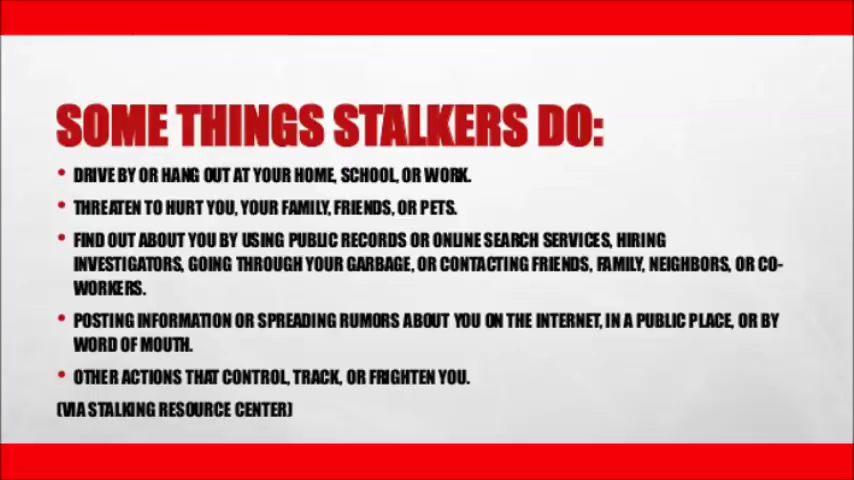 SOME THINGS STALKERS DO:
• DRIVE BY OR HANG OUT AT YOUR HOME, SCHOOL, OR WORK.
• THREATEN TO HURT YOU, YOUR FAMILY, FRIENDS, OR PETS.
• FIND OUT ABOUT YOU BY USING PUBLIC RECORDS OR ONLINE SEARCH SERVICES, HIRING
INVESTIGATORS, GOING THROUGH YOUR GARBAGE, OR CONTACTING FRIENDS, FAMILY, NEIGHBORS, OR CO-
WORKERS.
• POSTING INFORMATION OR SPREADING RUMORS ABOUT YOU ON THE INTERNET, IN A PUBLIC PLACE, OR BY
WORD OF MOUTH.
• OTHER ACTIONS THAT CONTROL, TRACK, OR FRIGHTEN YOU.
(VIA STALKING RESOURCE CENTER)